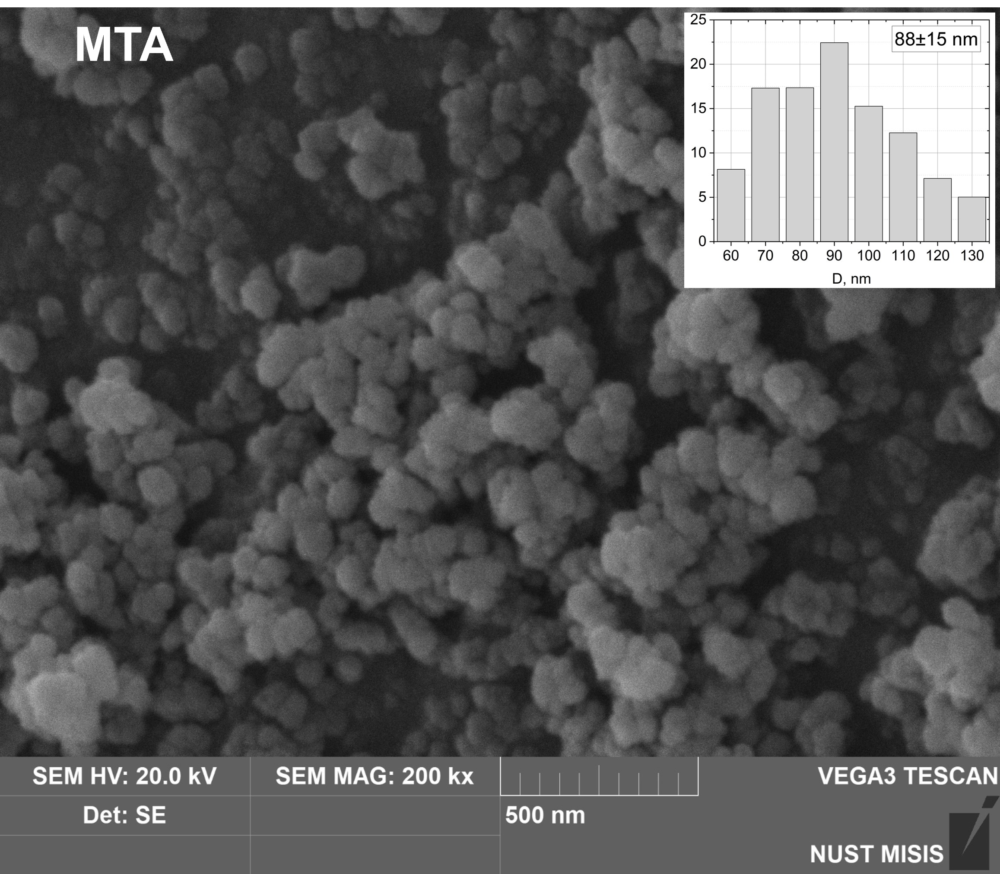 MTA
88±15 nm
25
20
15
10
5
0
60 70 80 90 100 110 120 130
D, nm
SEM HV: 20.0 kV
SEM MAG: 200 kx
VEGA3 TESCAN
Det: SE
500 nm
NUST MISIS